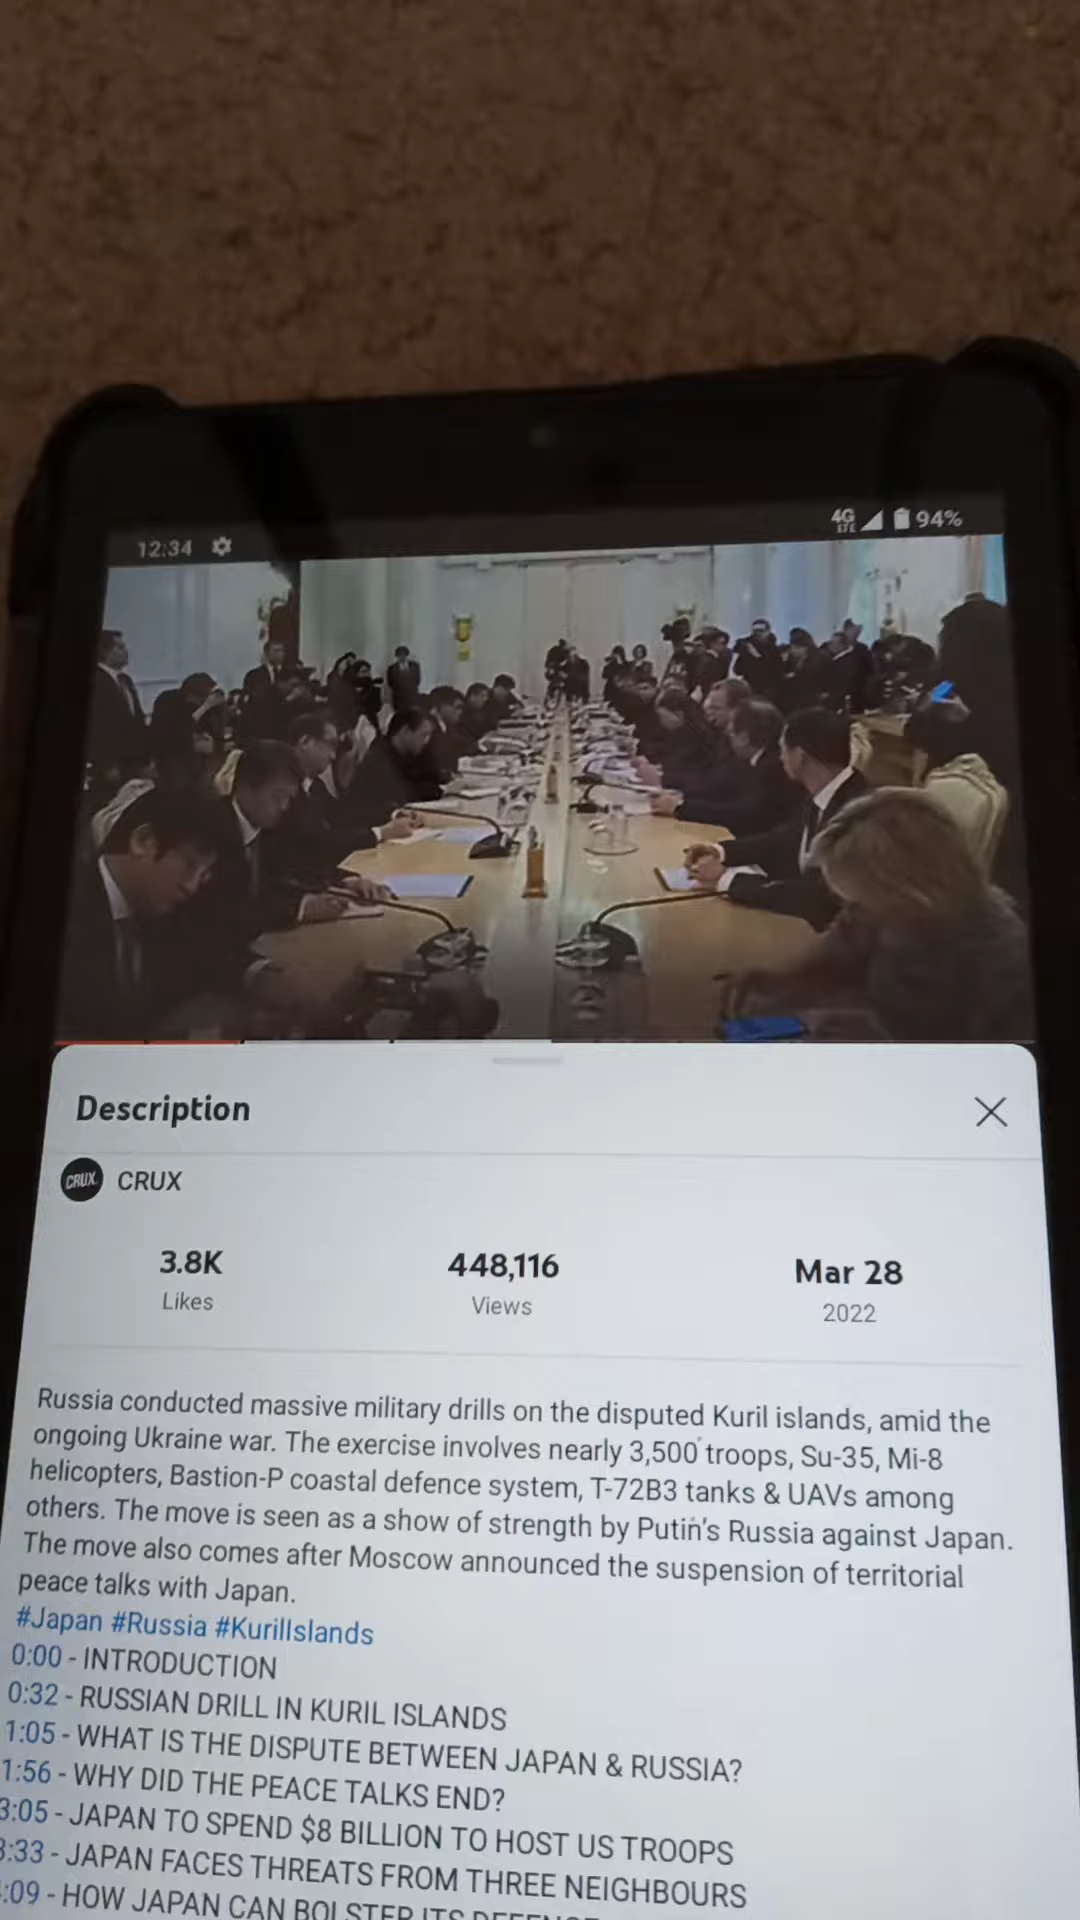 12:34 4G LTE 94%
Description
CRUX CRUX
3.8K 448,116 Mar 28
Likes Views 2022
Russia conducted massive military drills on the disputed Kuril islands, amid the
ongoing Ukraine war. The exercise involves nearly 3,500 troops, Su-35, Mi-8
helicopters, Bastion-P coastal defence system, T-72B3 tanks & UAVs among
others. The move is seen as a show of strength by Putin's Russia against Japan.
The move also comes after Moscow announced the suspension of territorial
peace talks with Japan.
#Japan #Russia #KurilIslands
0:00 - INTRODUCTION
0:32 - RUSSIAN DRILL IN KURIL ISLANDS
1:05 - WHAT IS THE DISPUTE BETWEEN JAPAN & RUSSIA?
1:56 - WHY DID THE PEACE TALKS END?
3:05 - JAPAN TO SPEND $8 BILLION TO HOST US TROOPS
3:33 - JAPAN FACES THREATS FROM THREE NEIGHBOURS
:09 - HOW JAPAN CAN BOLSTER ITS